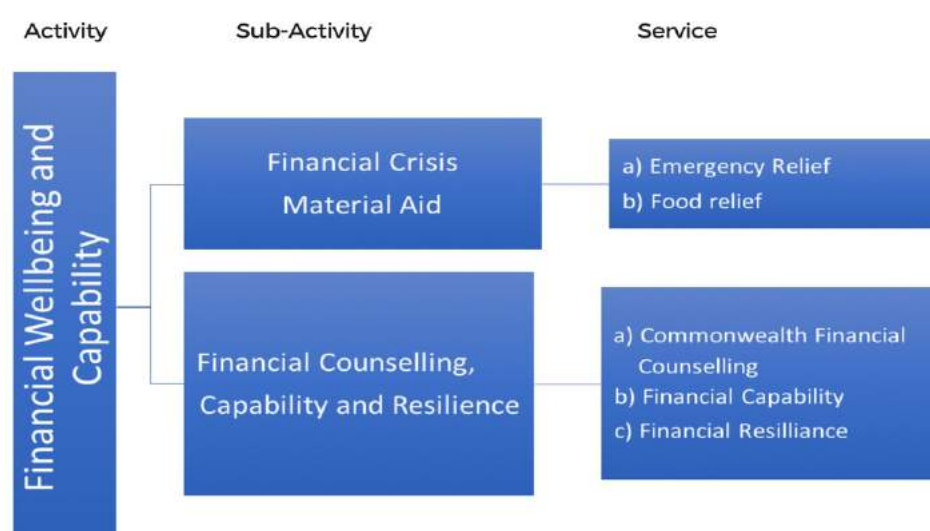 Activity
Sub-Activity
Service
Financial Wellbeing and
Capability
Financial Crisis
Material Aid
a) Emergency Relief
b) Food relief
Financial Counselling,
Capability and Resilience
a) Commonwealth Financial
Counselling
b) Financial Capability
c) Financial Resilliance